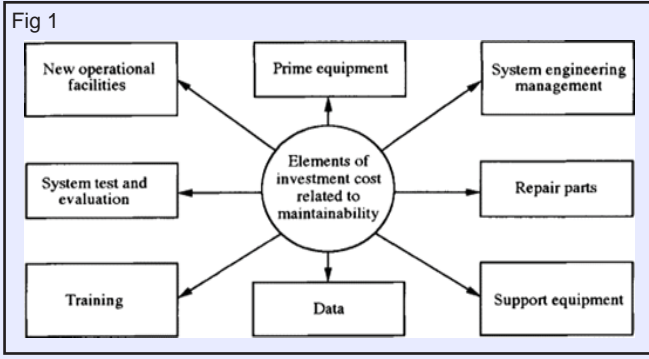 Fig 1
New operational
facilities
Prime equipment
System engineering
management
System test and
evaluation
Elements of
investment cost
related to
maintainability
Repair parts
Training
Data
Support equipment